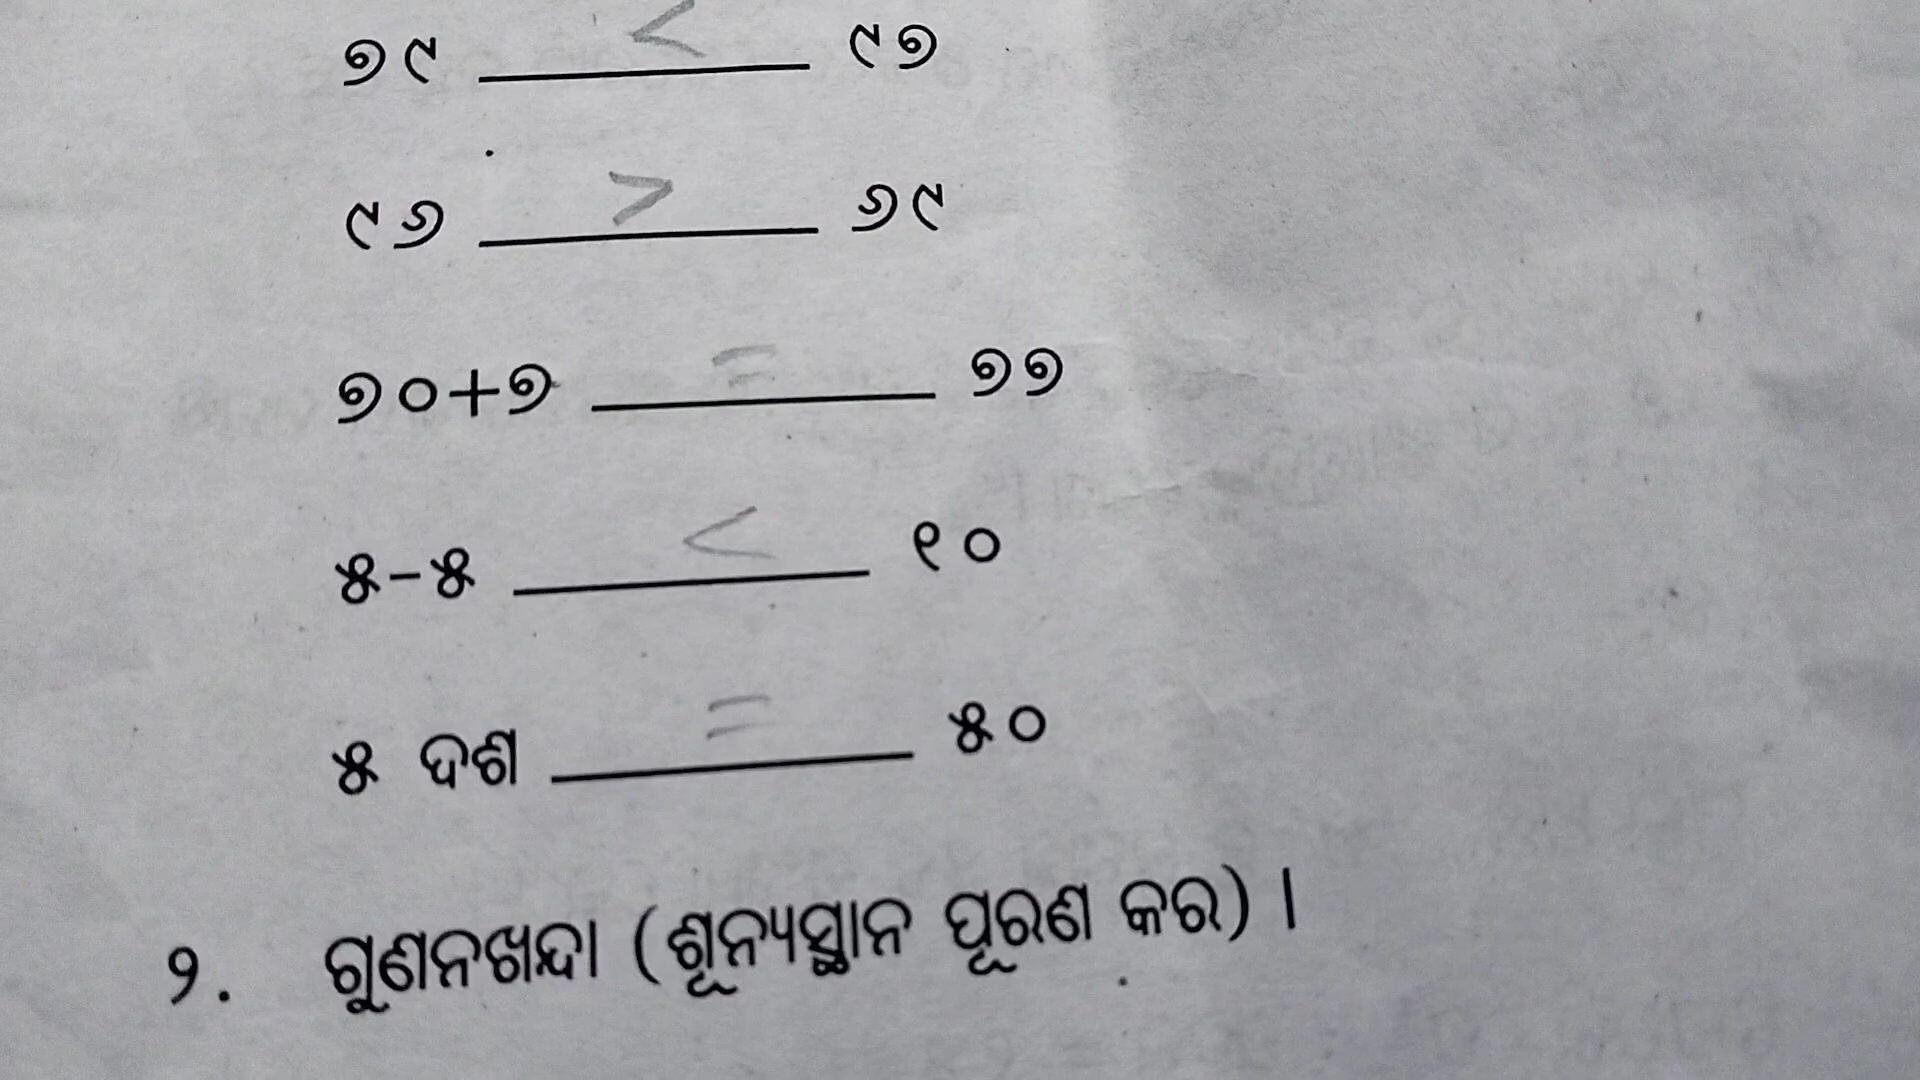 ୭୯ < ୯୭
୯୬ > ୬୯
୭୦+୭ = ୭୭
୫-୫ < ୧୦
୫ ଦଶ = ୫୦
୨. ଗୁଣନଖନ୍ଦା (ଶୂନ୍ୟସ୍ଥାନ ପୂରଣ କର) ।